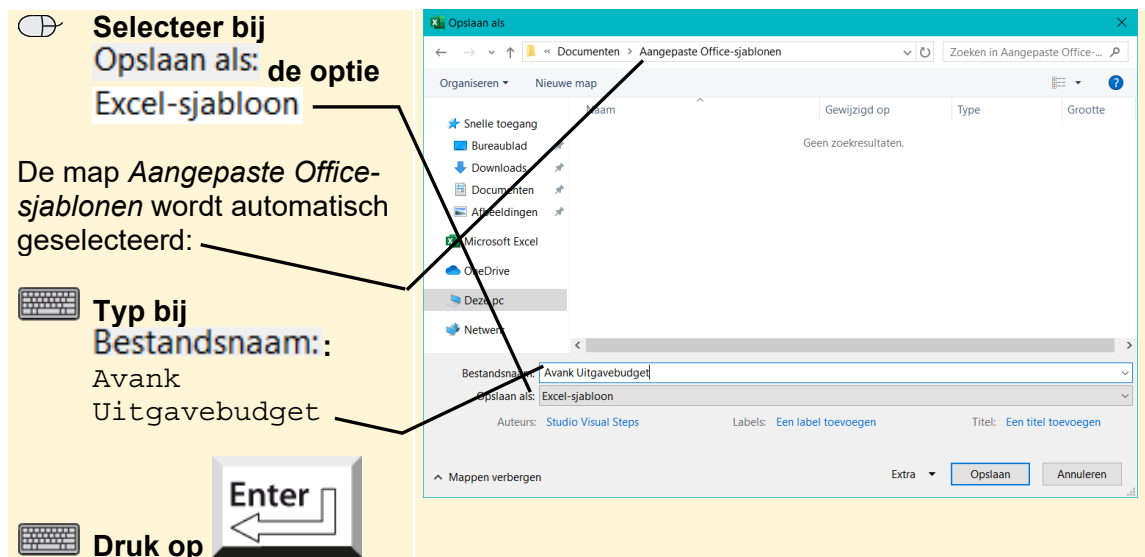 Selecteer bij
Opslaan als: de optie
Excel-sjabloon
De map Aangepaste Office-
sjablonen wordt automatisch
geselecteerd:
Typ bij
Bestandsnaam: :
Avank
Uitgavebudget
Enter
Druk op
Opslaan als
« Documenten > Aangepaste Office-sjablonen
Zoeken in Aangepaste Office-...
Organiseren
Nieuwe map
Naam
Gewijzigd op
Type
Grootte
Geen zoekresultaten.
Snelle toegang
Bureaublad
Downloads
Documenten
Afbeeldingen
Microsoft Excel
OneDrive
Deze pc
Netwerk
Bestandsnaam: Avank Uitgavebudget
Opslaan als: Excel-sjabloon
Auteurs: Studio Visual Steps
Labels: Een label toevoegen
Titel: Een titel toevoegen
Mappen verbergen
Extra
Opslaan
Annuleren